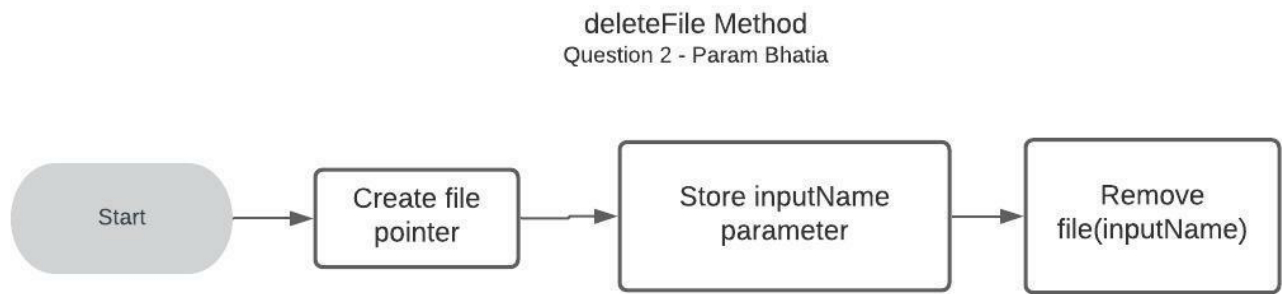 deleteFile Method
Question 2 - Param Bhatia
Start
Create file
pointer
Store inputName
parameter
Remove
file(inputName)